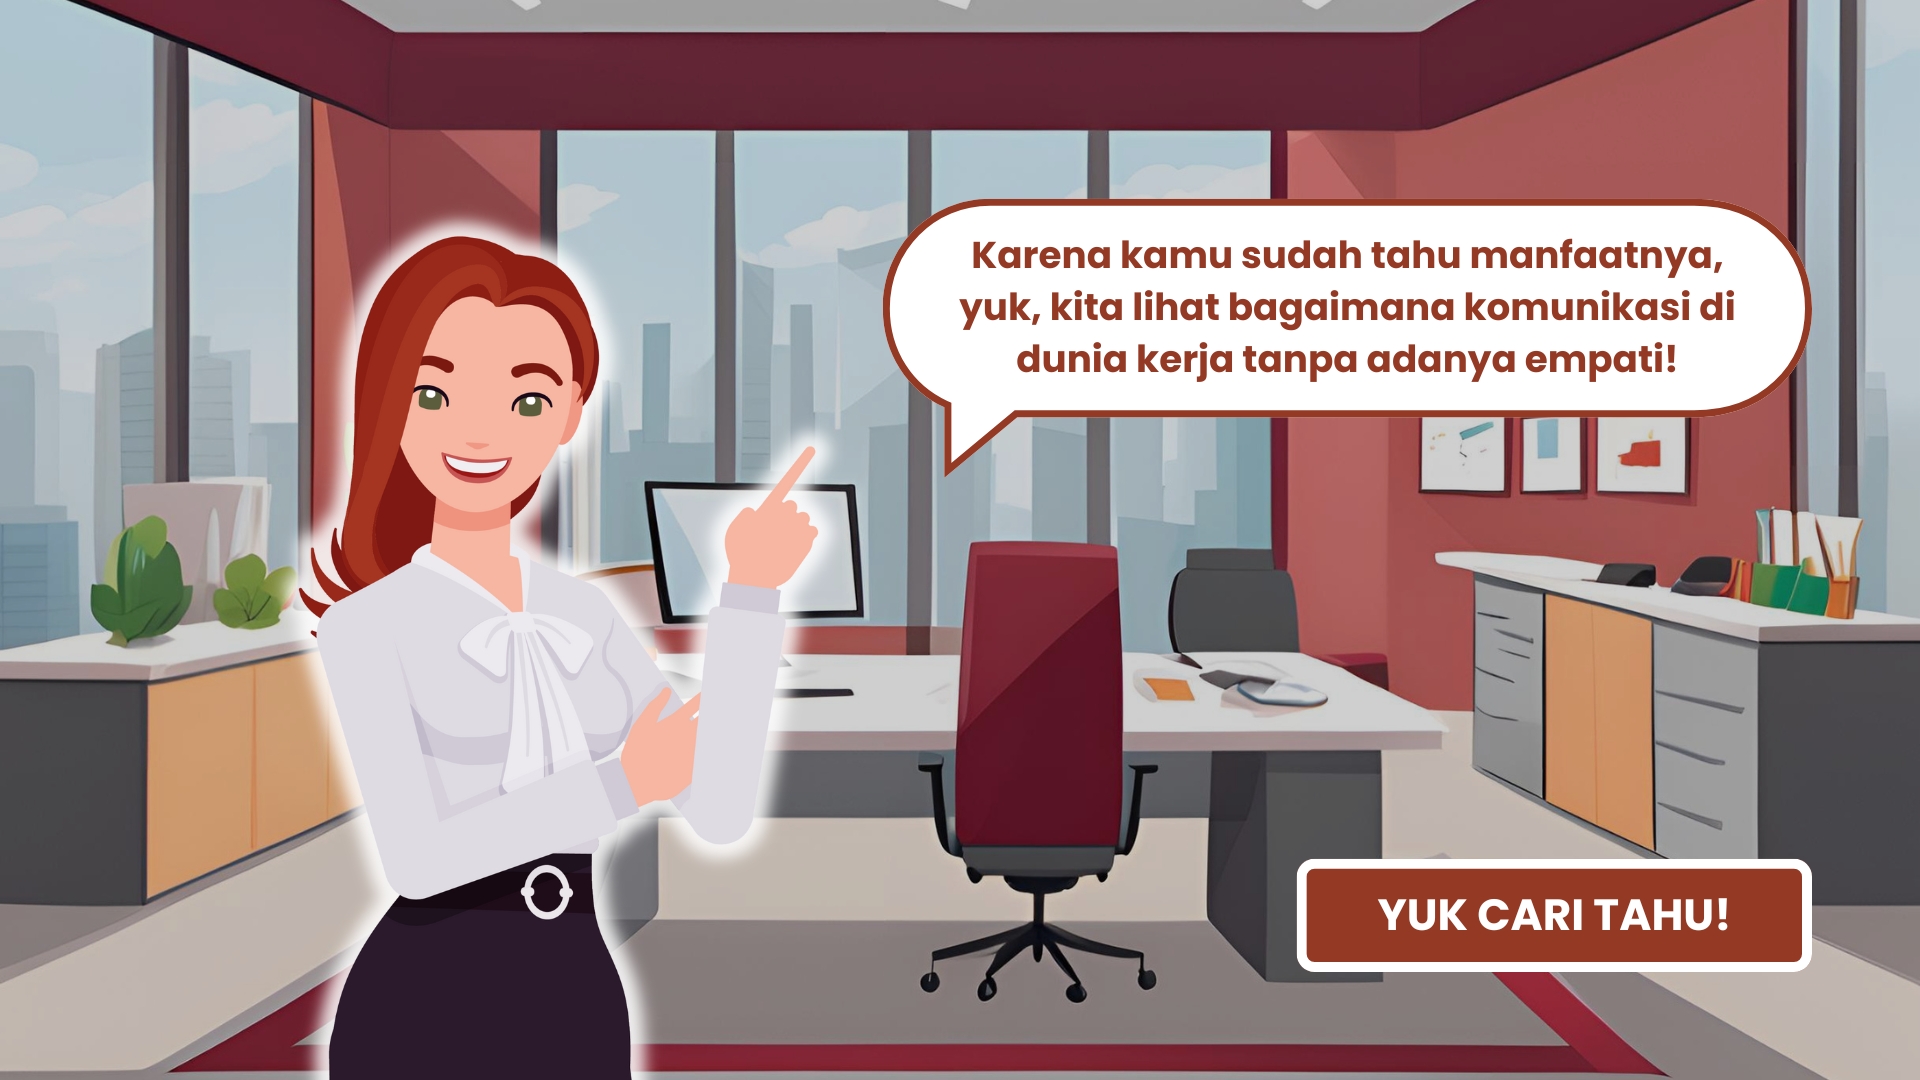 Karena kamu sudah tahu manfaatnya,
yuk, kita lihat bagaimana komunikasi di
dunia kerja tanpa adanya empati!
YUK CARI TAHU!